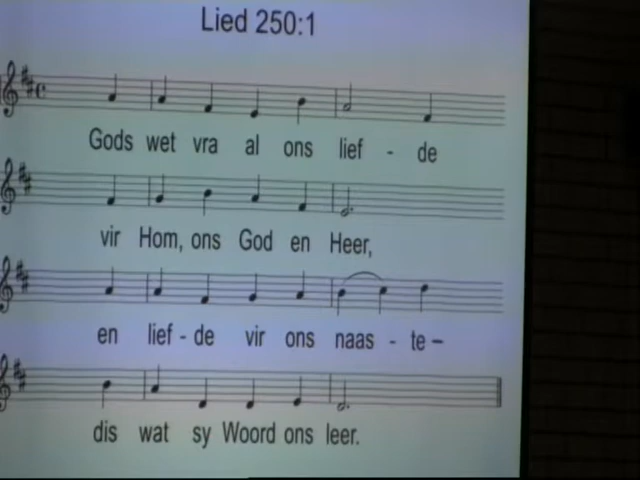 Lied 250:1
Gods wet vra al ons lief - de
vir Hom, ons God en Heer,
en lief - de vir ons naas - te –
dis wat sy Woord ons leer.